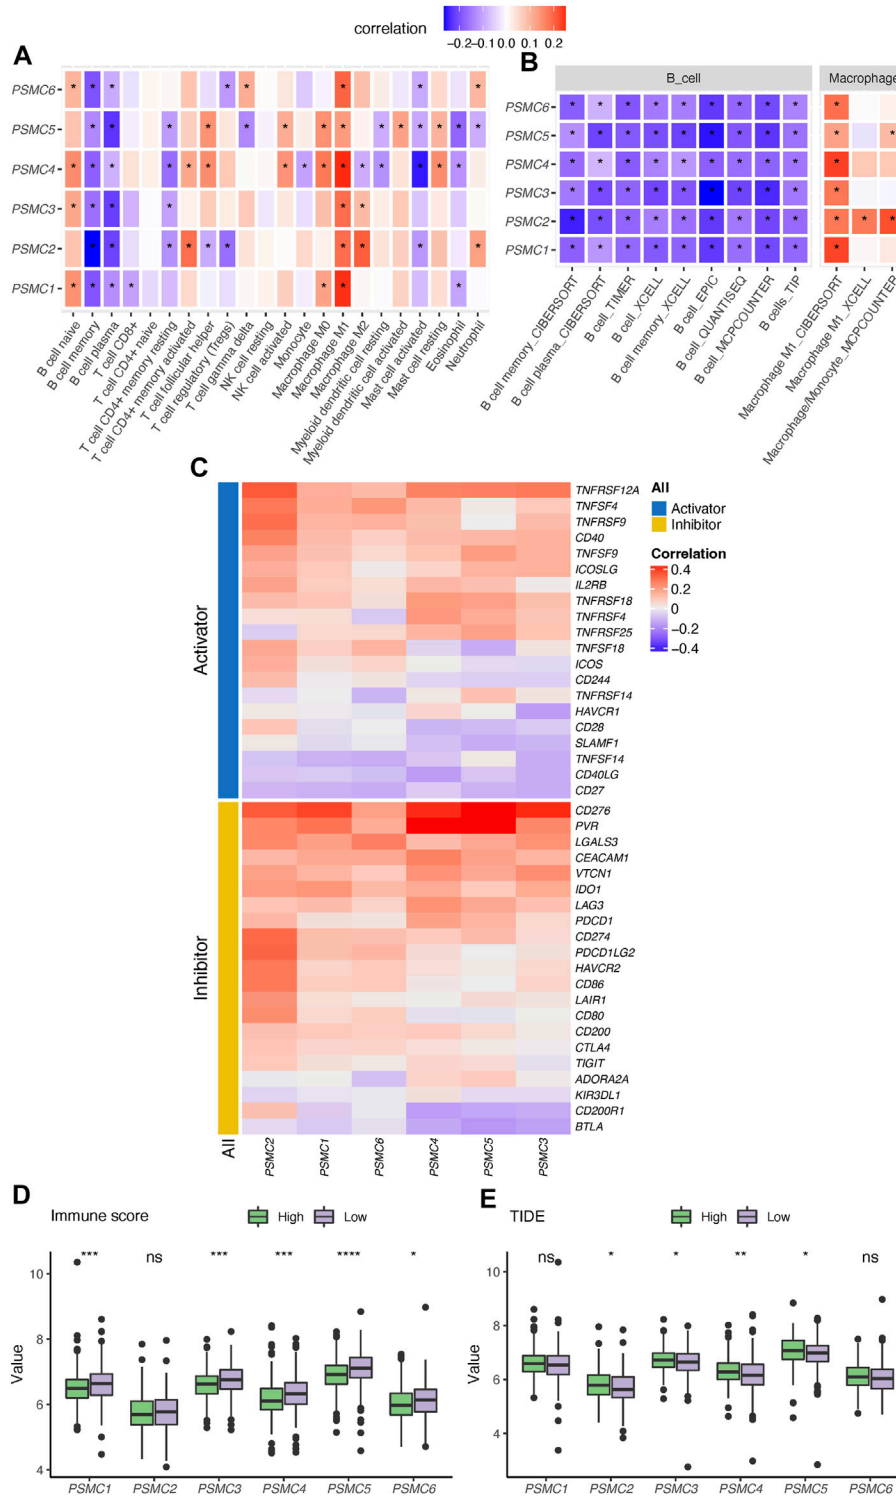 correlation
-0.2-0.1 0.0 0.1 0.2
A
PSMC6
PSMC5
PSMC4
PSMC3
PSMC2
PSMC1
B cell naive
B cell memory
B cell plasma
T cell CD8+
T cell CD4+ naive
T cell CD4+ memory resting
T cell CD4+ memory activated
T cell follicular helper
T cell regulatory (Tregs)
T cell gamma delta
NK cell resting
NK cell activated
Monocyte
Macrophage M0
Macrophage M1
Macrophage M2
Myeloid dendritic cell resting
Myeloid dendritic cell activated
Mast cell activated
Mast cell resting
Eosinophil
Neutrophil
B
B_cell
Macrophage
PSMC6
PSMC5
PSMC4
PSMC3
PSMC2
PSMC1
B cell memory_CIBERSORT
B cell plasma_CIBERSORT
B cell_TIMER
B cell_XCELL
B cell memory_XCELL
B cell_EPIC
B cell_QUANTISEQ
B cell_MCPCOUNTER
B cells_TIP
Macrophage M1_CIBERSORT
Macrophage M1_XCELL
Macrophage/Monocyte_MCPCOUNTER
C
Activator
Inhibitor
All
TNFRSF12A
TNFSF4
TNFRSF9
CD40
TNFSF9
ICOSLG
IL2RB
TNFRSF18
TNFRSF4
TNFRSF25
TNFSF18
ICOS
CD244
TNFRSF14
HAVCR1
CD28
SLAMF1
TNFSF14
CD40LG
CD27
CD276
PVR
LGALS3
CEACAM1
VTCN1
IDO1
LAG3
PDCD1
CD274
PDCD1LG2
HAVCR2
CD86
LAIR1
CD80
CD200
CTLA4
TIGIT
ADORA2A
KIR3DL1
CD200R1
BTLA
PSMC2 PSMC1 PSMC6 PSMC4 PSMC5 PSMC3
All
Activator
Inhibitor
Correlation
0.4
0.2
0
-0.2
-0.4
D
Immune score
High Low
*** ns *** *** **** *
Value
10
8
6
4
PSMC1 PSMC2 PSMC3 PSMC4 PSMC5 PSMC6
E
TIDE
High Low
ns * * ** * ns
Value
10
8
6
4
PSMC1 PSMC2 PSMC3 PSMC4 PSMC5 PSMC6